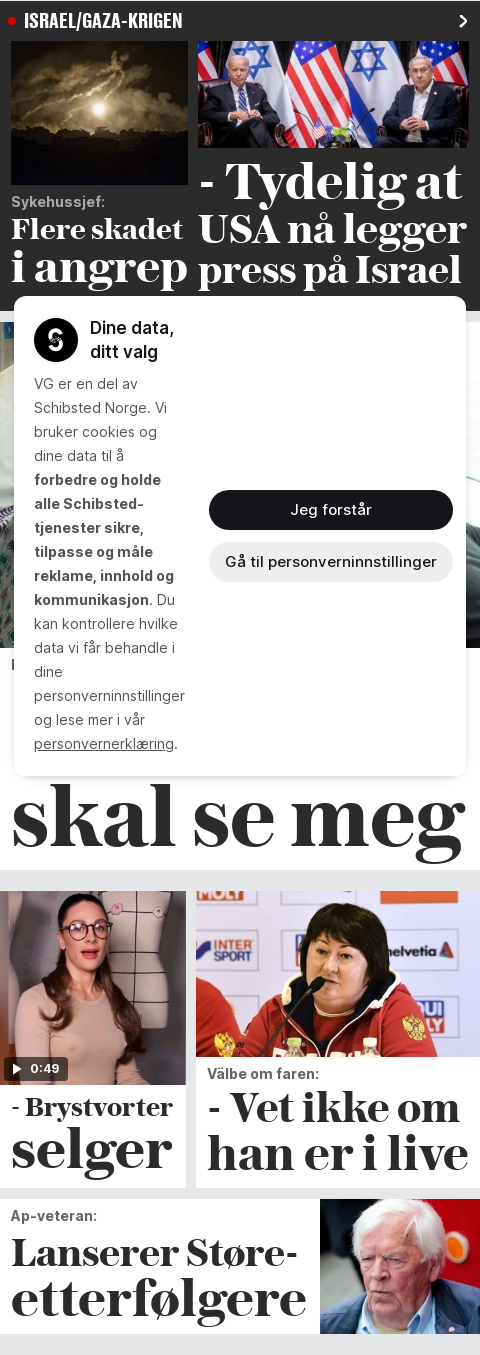 ISRAEL/GAZA-KRIGEN
Sykehussjef:
Flere skadet
i angrep
- Tydelig at
USA nå legger
press på Israel
Dine data,
ditt valg
VG er en del av
Schibsted Norge. Vi
bruker cookies og
dine data til å
forbedre og holde
alle Schibsted-
tjenester sikre,
tilpasse og måle
reklame, innhold og
kommunikasjon. Du
kan kontrollere hvilke
data vi får behandle i
dine
personverninnstillinger
og lese mer i vår
personvernerklæring.
Jeg forstår
Gå til personverninnstillinger
skal se meg
MOLY
INTER
SPORT
helvetia
0:49
- Brystvorter
selger
Välbe om faren:
- Vet ikke om
han er i live
Ap-veteran:
Lanserer Støre-
etterfølgere